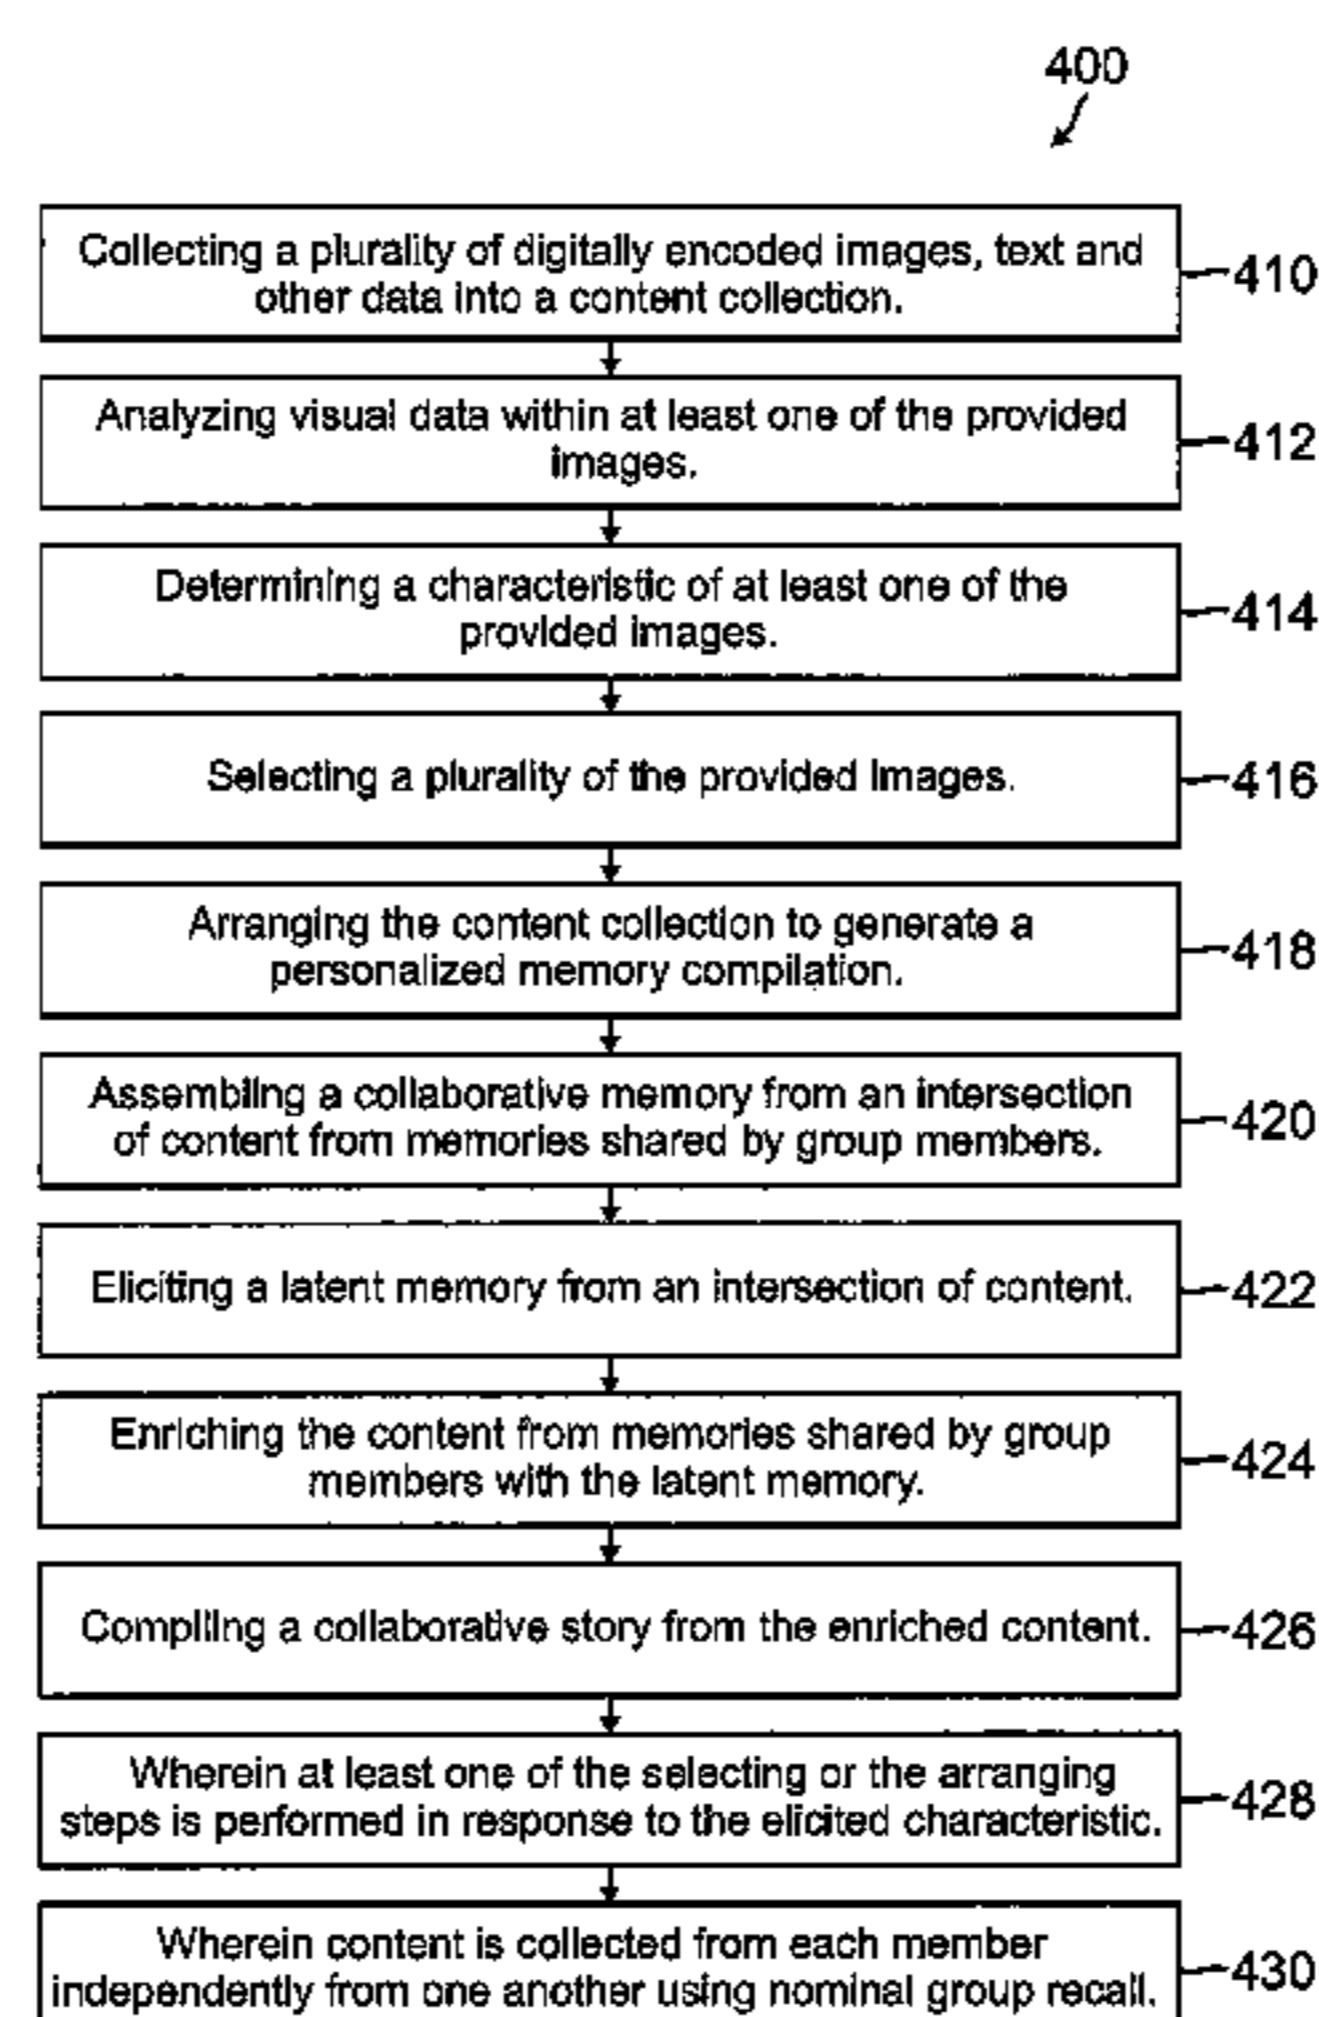 400
Collecting a plurality of digitally encoded images, text and
other data into a content collection.
410
Analyzing visual data within at least one of the provided
images.
412
Determining a characteristic of at least one of the
provided images.
414
Selecting a plurality of the provided images.
416
Arranging the content collection to generate a
personalized memory compilation.
418
Assembling a collaborative memory from an intersection
of content from memories shared by group members.
420
Eliciting a latent memory from an intersection of content.
422
Enriching the content from memories shared by group
members with the latent memory.
424
Compiling a collaborative story from the enriched content.
426
Wherein at least one of the selecting or the arranging
steps is performed in response to the elicited characteristic.
428
Wherein content is collected from each member
independently from one another using nominal group recall.
430